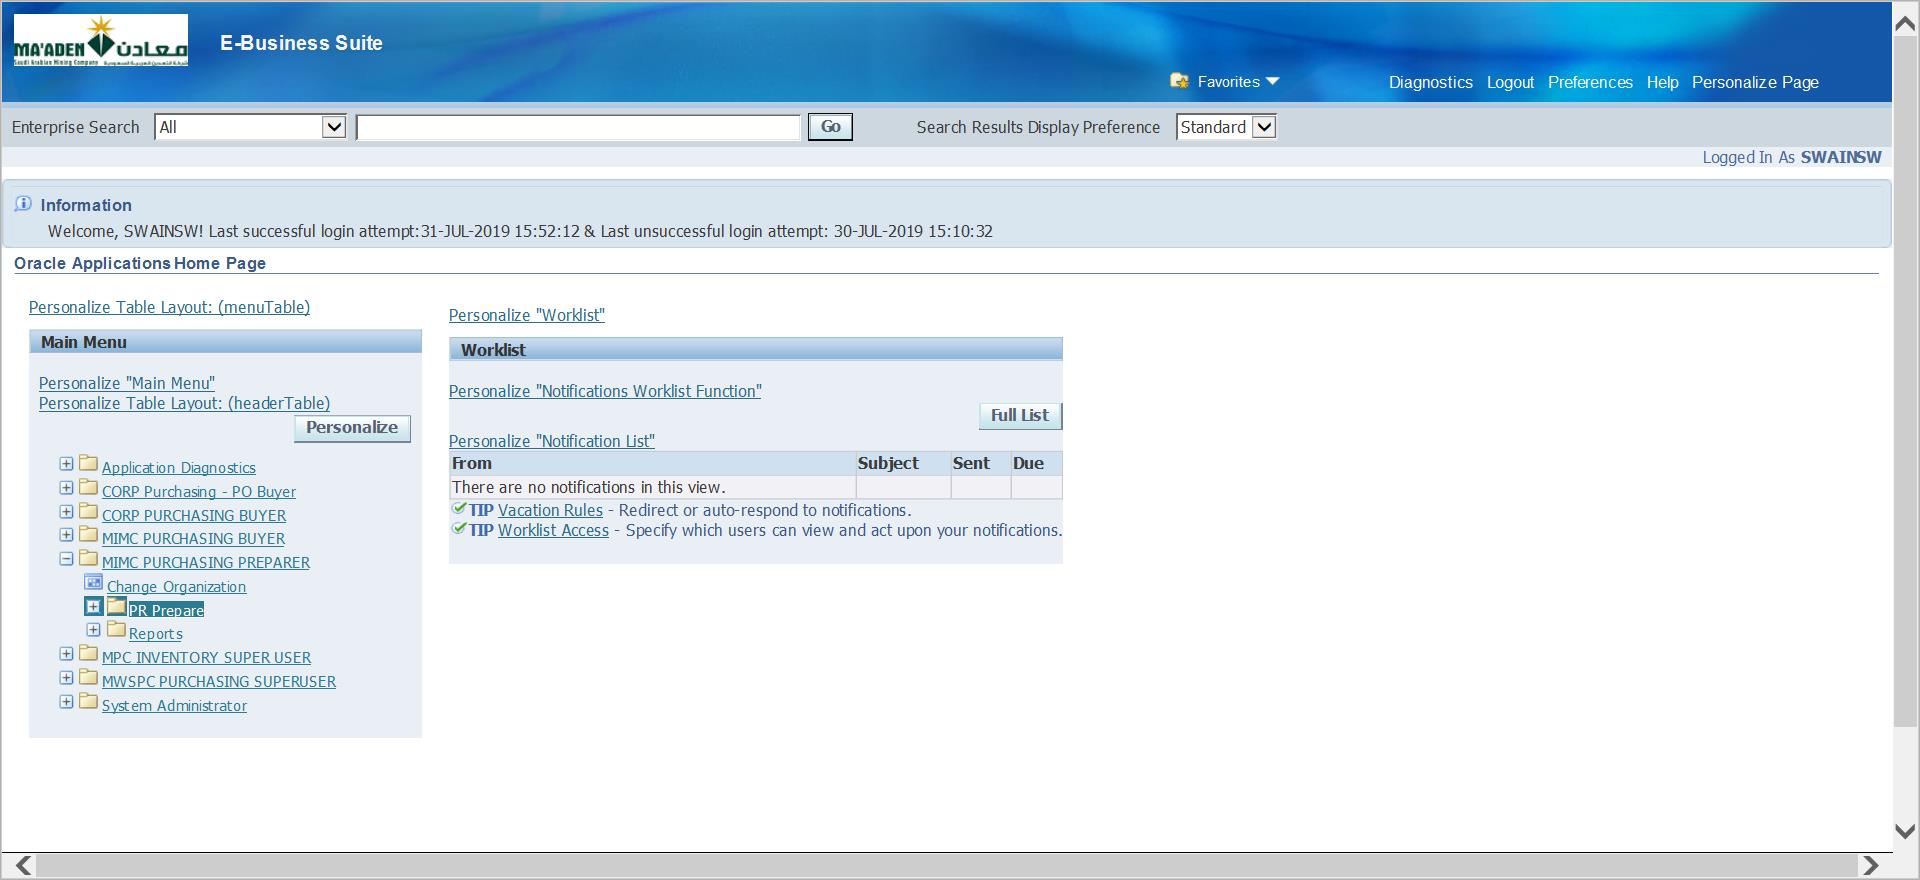 MA'ADEN معادن
Saudi Arabian Mining Company
E-Business Suite
Favorites
Diagnostics Logout Preferences Help Personalize Page
Enterprise Search All Go Search Results Display Preference Standard
Logged In As SWAINSW
Information
Welcome, SWAINSW! Last successful login attempt:31-JUL-2019 15:52:12 & Last unsuccessful login attempt: 30-JUL-2019 15:10:32
Oracle Applications Home Page
Personalize Table Layout: (menuTable)
Main Menu
Personalize "Main Menu"
Personalize Table Layout: (headerTable)
Personalize
Application Diagnostics
CORP Purchasing - PO Buyer
CORP PURCHASING BUYER
MIMC PURCHASING BUYER
MIMC PURCHASING PREPARER
Change Organization
PR Prepare
Reports
MPC INVENTORY SUPER USER
MWSPC PURCHASING SUPERUSER
System Administrator
Personalize "Worklist"
Worklist
Personalize "Notifications Worklist Function"
Full List
Personalize "Notification List"
From Subject Sent Due
There are no notifications in this view.
TIP Vacation Rules - Redirect or auto-respond to notifications.
TIP Worklist Access - Specify which users can view and act upon your notifications.